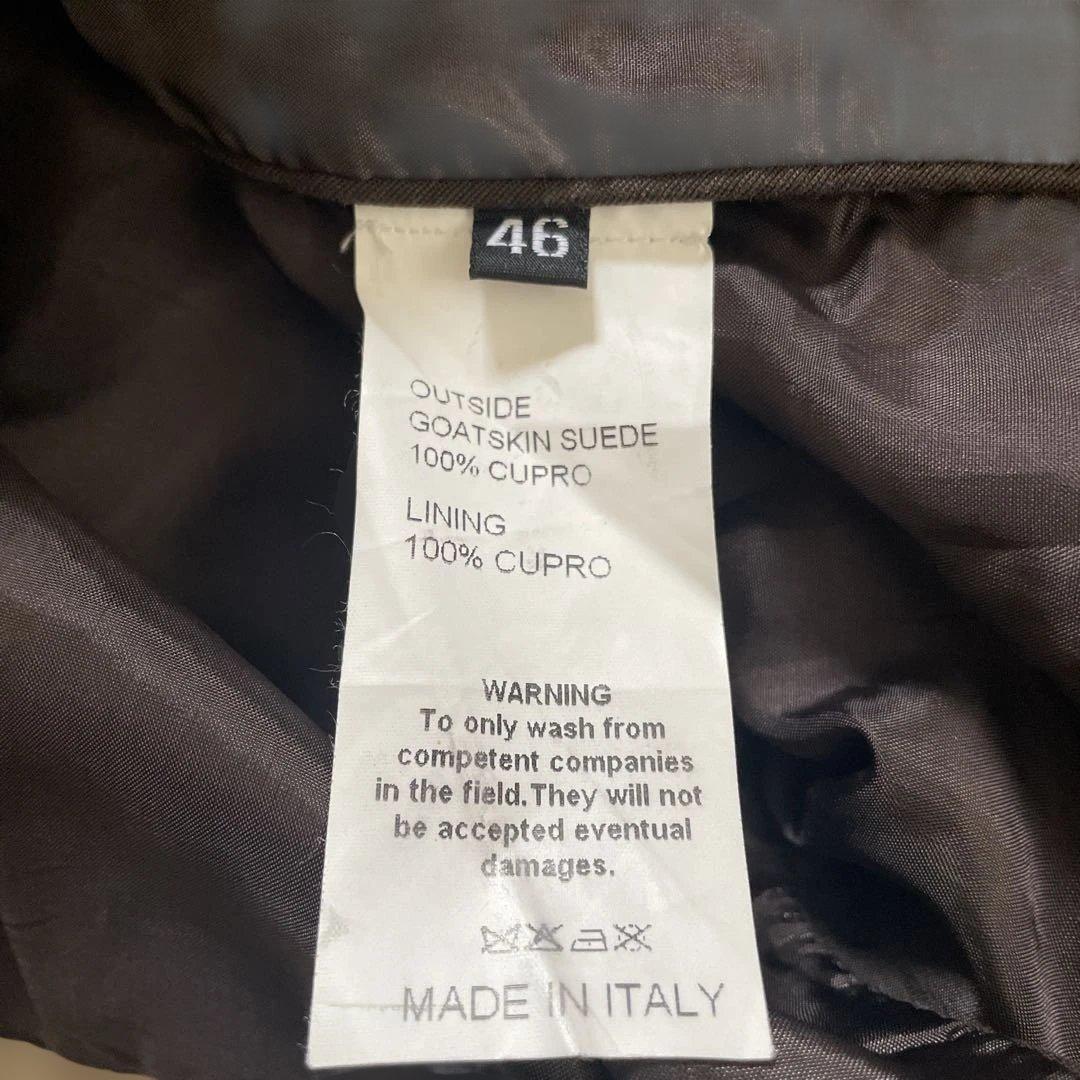 46
OUTSIDE
GOATSKIN SUEDE
100% CUPRO
LINING
100% CUPRO
WARNING
To only wash from
competent companies
in the field.They will not
be accepted eventual
damages.
MADE IN ITALY